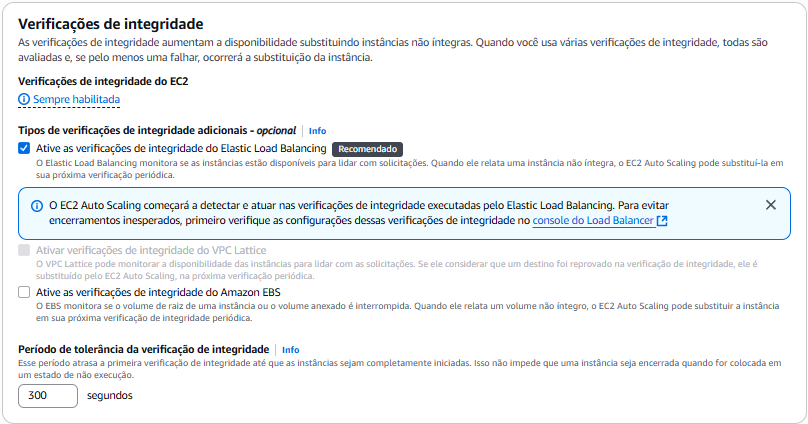 Verificações de integridade
As verificações de integridade aumentam a disponibilidade substituindo instâncias não íntegras. Quando você usa várias verificações de integridade, todas são
avaliadas e, se pelo menos uma falhar, ocorrerá a substituição da instância.
Verificações de integridade do EC2
Sempre habilitada
Tipos de verificações de integridade adicionais - opcional | Info
Ative as verificações de integridade do Elastic Load Balancing Recomendado
O Elastic Load Balancing monitora se as instâncias estão disponíveis para lidar com solicitações. Quando ele relata uma instância não íntegra, o EC2 Auto Scaling pode substituí-la em
sua próxima verificação periódica.
O EC2 Auto Scaling começará a detectar e atuar nas verificações de integridade executadas pelo Elastic Load Balancing. Para evitar
encerramentos inesperados, primeiro verifique as configurações dessas verificações de integridade no console do Load Balancer
Ativar verificações de integridade do VPC Lattice
O VPC Lattice pode monitorar a disponibilidade das instâncias para lidar com as solicitações. Se ele considerar que um destino foi reprovado na verificação de integridade, ele é
substituído pelo EC2 Auto Scaling, na próxima verificação periódica.
Ative as verificações de integridade do Amazon EBS
O EBS monitora se o volume de raiz de uma instância ou o volume anexado é interrompida. Quando ele relata um volume não íntegro, o EC2 Auto Scaling pode substituir a instância
em sua próxima verificação de integridade periódica.
Período de tolerância da verificação de integridade | Info
Esse período atrasa a primeira verificação de integridade até que as instâncias sejam completamente iniciadas. Isso não impede que uma instância seja encerrada quando for colocada em
um estado de não execução.
300 segundos